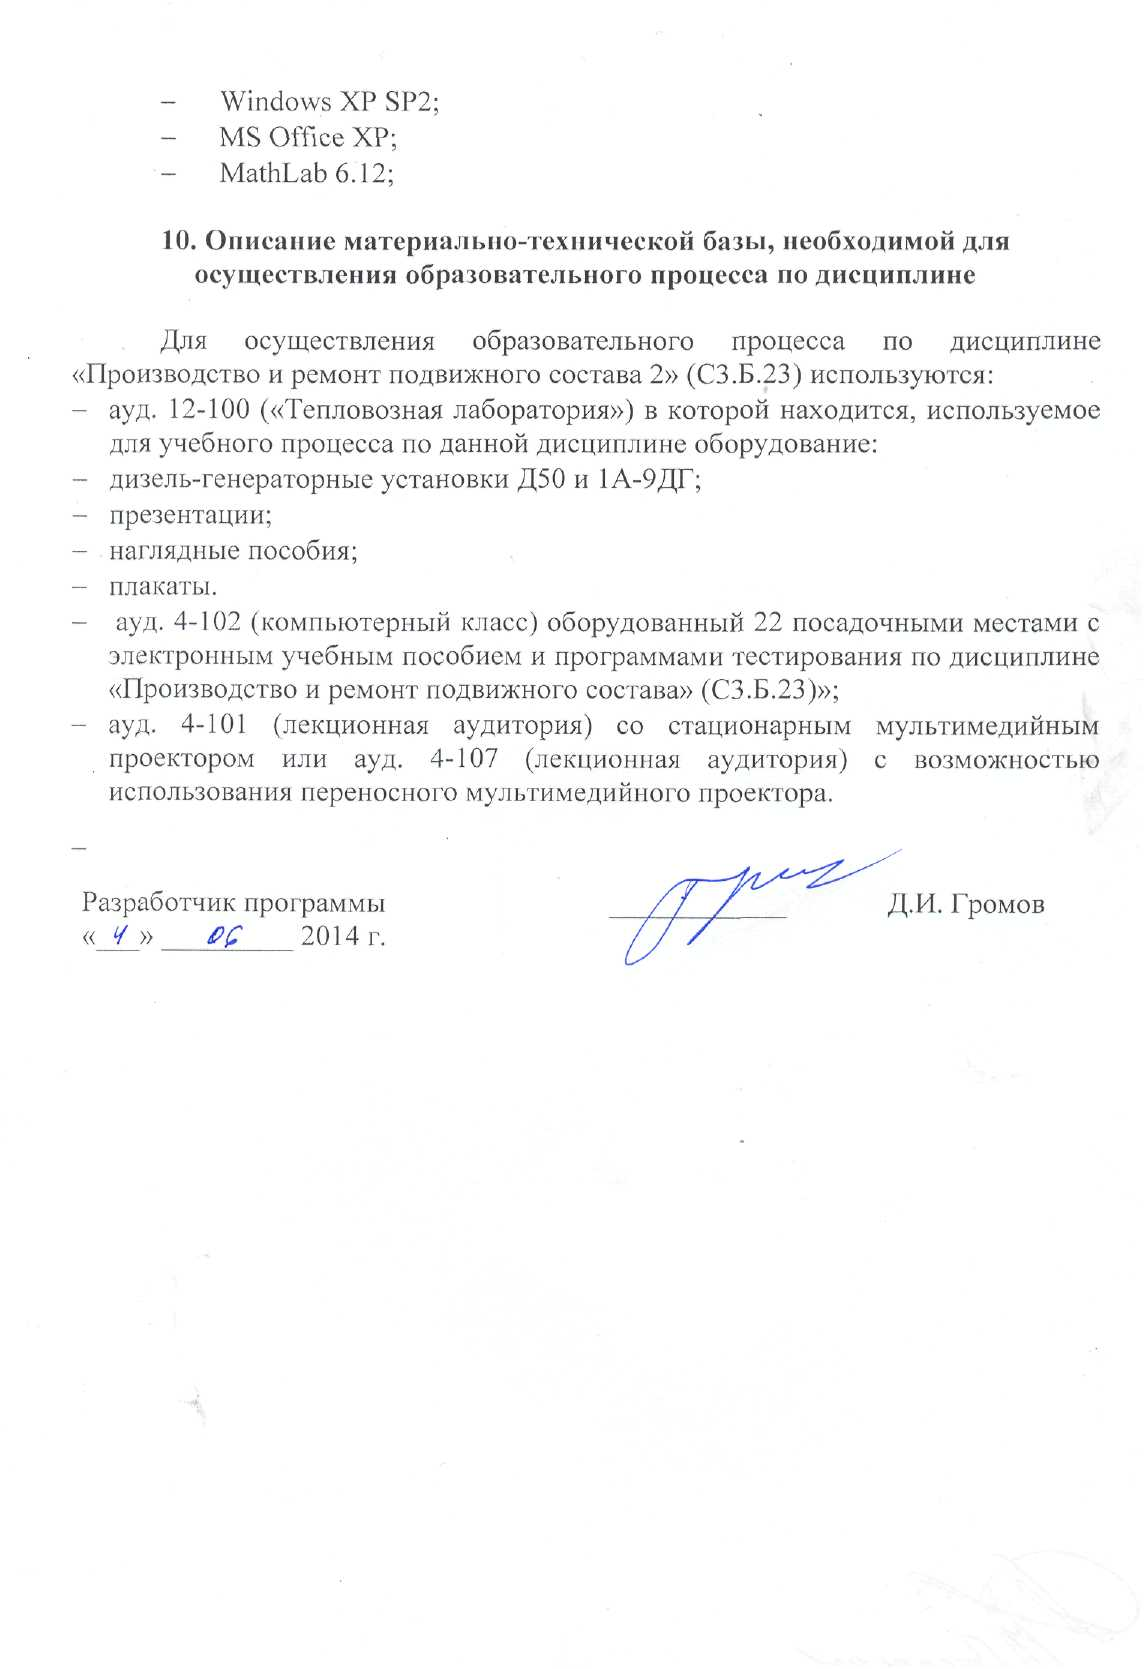 – Windows XP SP2;
– MS Office XP;
– MathLab 6.12;
10. Описание материально-технической базы, необходимой для
осуществления образовательного процесса по дисциплине
Для осуществления образовательного процесса по дисциплине
«Производство и ремонт подвижного состава 2» (С3.Б.23) используются:
– ауд. 12-100 («Тепловозная лаборатория») в которой находится, используемое
для учебного процесса по данной дисциплине оборудование:
– дизель-генераторные установки Д50 и 1А-9ДГ;
– презентации;
– наглядные пособия;
– плакаты.
– ауд. 4-102 (компьютерный класс) оборудованный 22 посадочными местами с
электронным учебным пособием и программами тестирования по дисциплине
«Производство и ремонт подвижного состава» (С3.Б.23)»;
– ауд. 4-101 (лекционная аудитория) со стационарным мультимедийным
проектором или ауд. 4-107 (лекционная аудитория) с возможностью
использования переносного мультимедийного проектора.
–
Разработчик программы Д.И. Громов
«4» 06 2014 г.